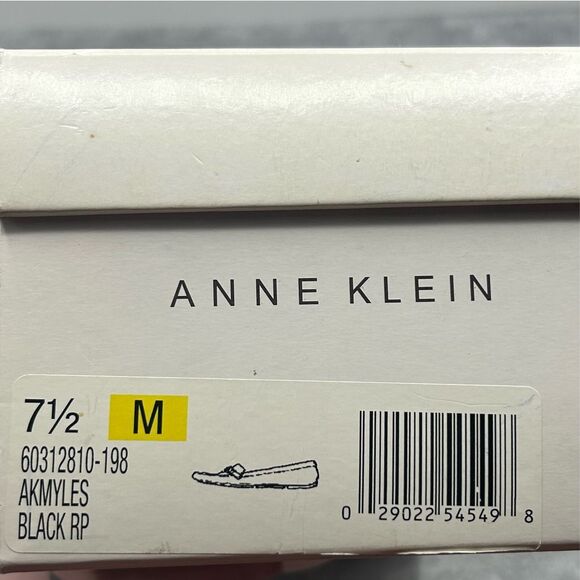 ANNE KLEIN
7½ M
60312810-198
AKMYLES
BLACK RP
0 29022 54549 8